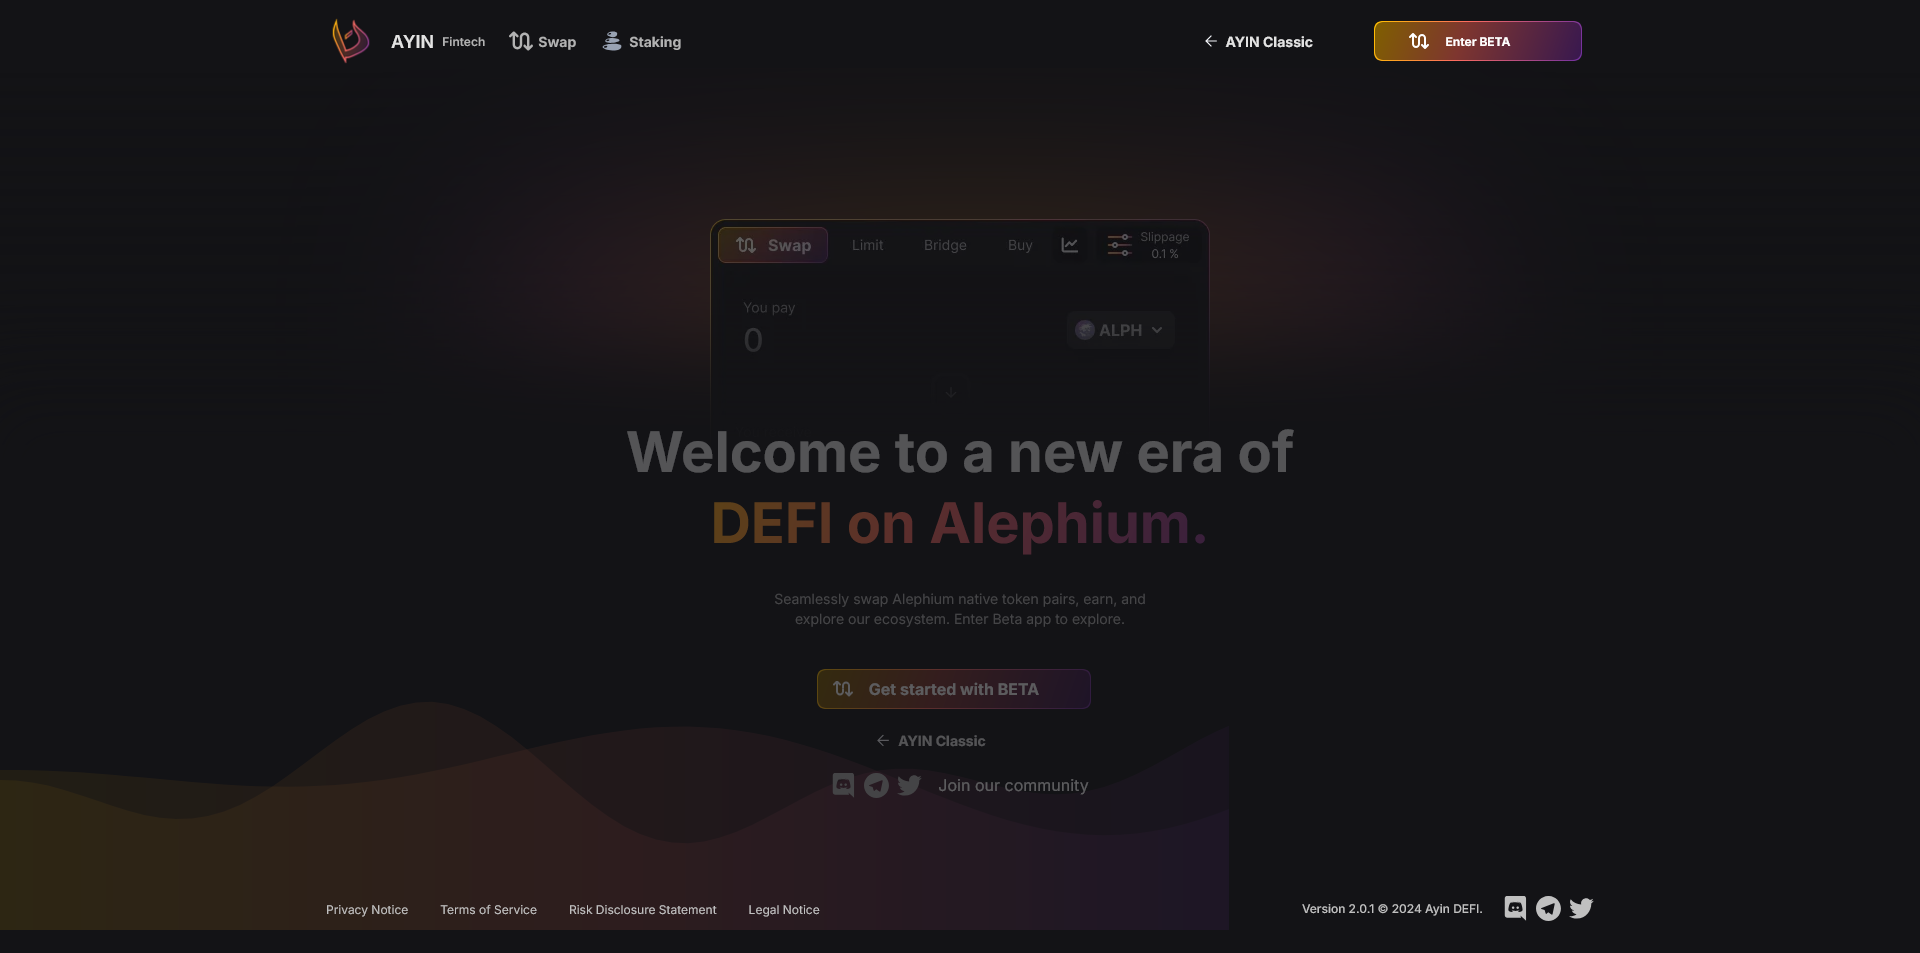 AYIN Fintech Swap Staking AYIN Classic Enter BETA
Swap Limit Bridge Buy Slippage
0.1 %
You pay
0 ALPH
Welcome to a new era of
DEFI on Alephium.
Seamlessly swap Alephium native token pairs, earn, and
explore our ecosystem. Enter Beta app to explore.
Get started with BETA
AYIN Classic
Join our community
Privacy Notice Terms of Service Risk Disclosure Statement Legal Notice Version 2.0.1 © 2024 Ayin DEFI.